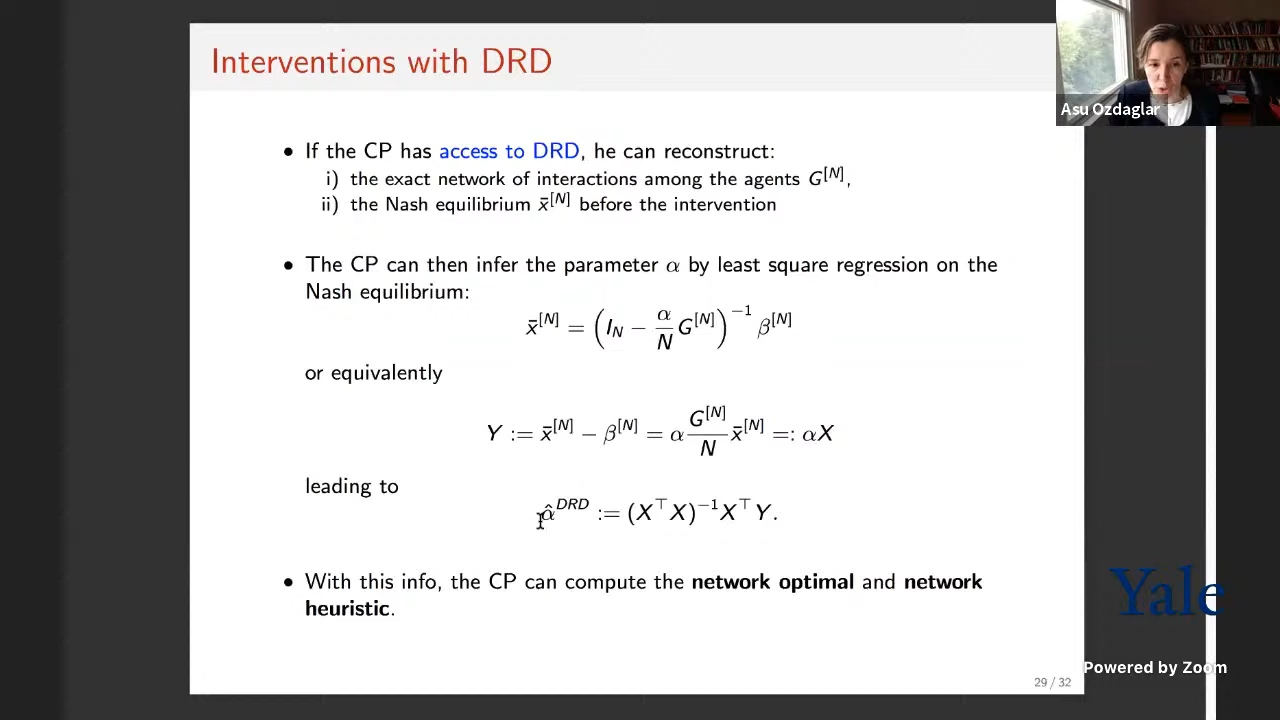 Interventions with DRD
Asu Ozdaglar
• If the CP has access to DRD, he can reconstruct:
i) the exact network of interactions among the agents G^[N],
ii) the Nash equilibrium x̄^[N] before the intervention
• The CP can then infer the parameter α by least square regression on the
Nash equilibrium:
x̄^[N] = (I_N − α/N G^[N])^−1 β^[N]
or equivalently
Y := x̄^[N] − β^[N] = α G^[N]/N x̄^[N] =: αX
leading to
α̂^DRD := (X^⊤X)^−1X^⊤Y.
• With this info, the CP can compute the network optimal and network
heuristic.
Yale
Powered by Zoom
29 / 32